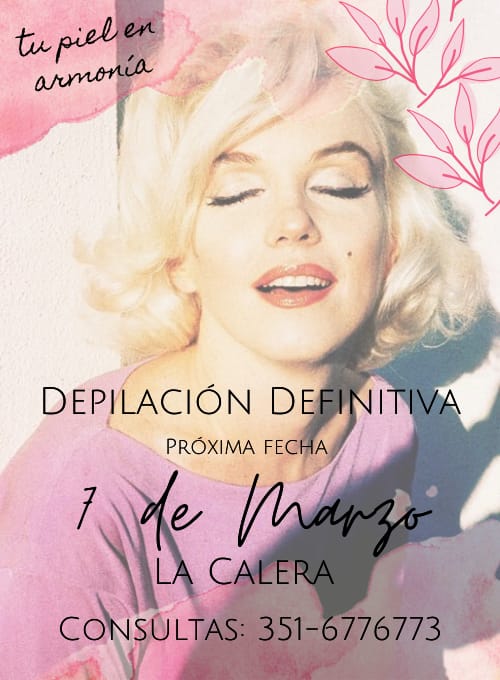 tu piel en
armonía
Depilación Definitiva
Próxima fecha
7 de Marzo
La Calera
Consultas: 351-6776773